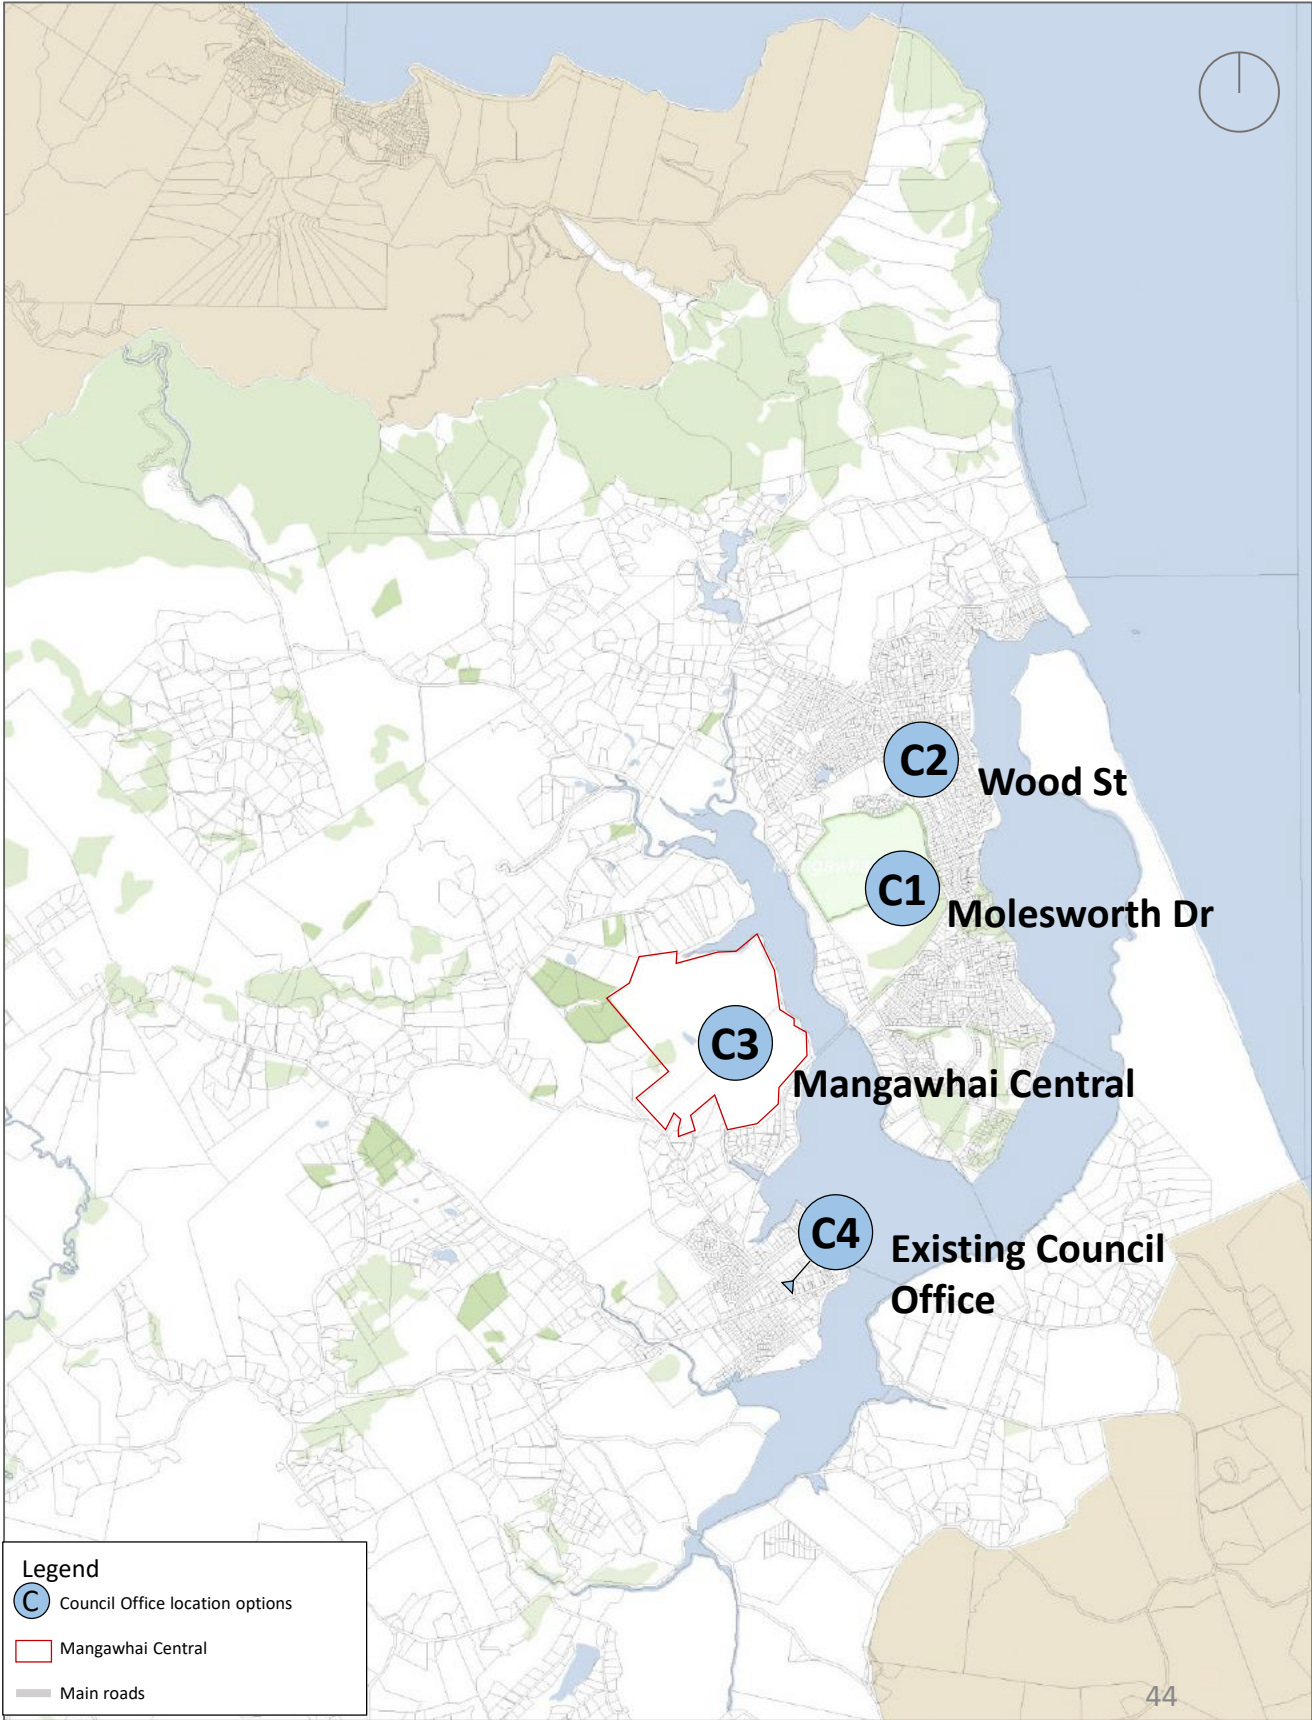 C2
Wood St
C1
Molesworth Dr
C3
Mangawhai Central
C4
Existing Council
Office
Legend
C Council Office location options
Mangawhai Central
Main roads
44